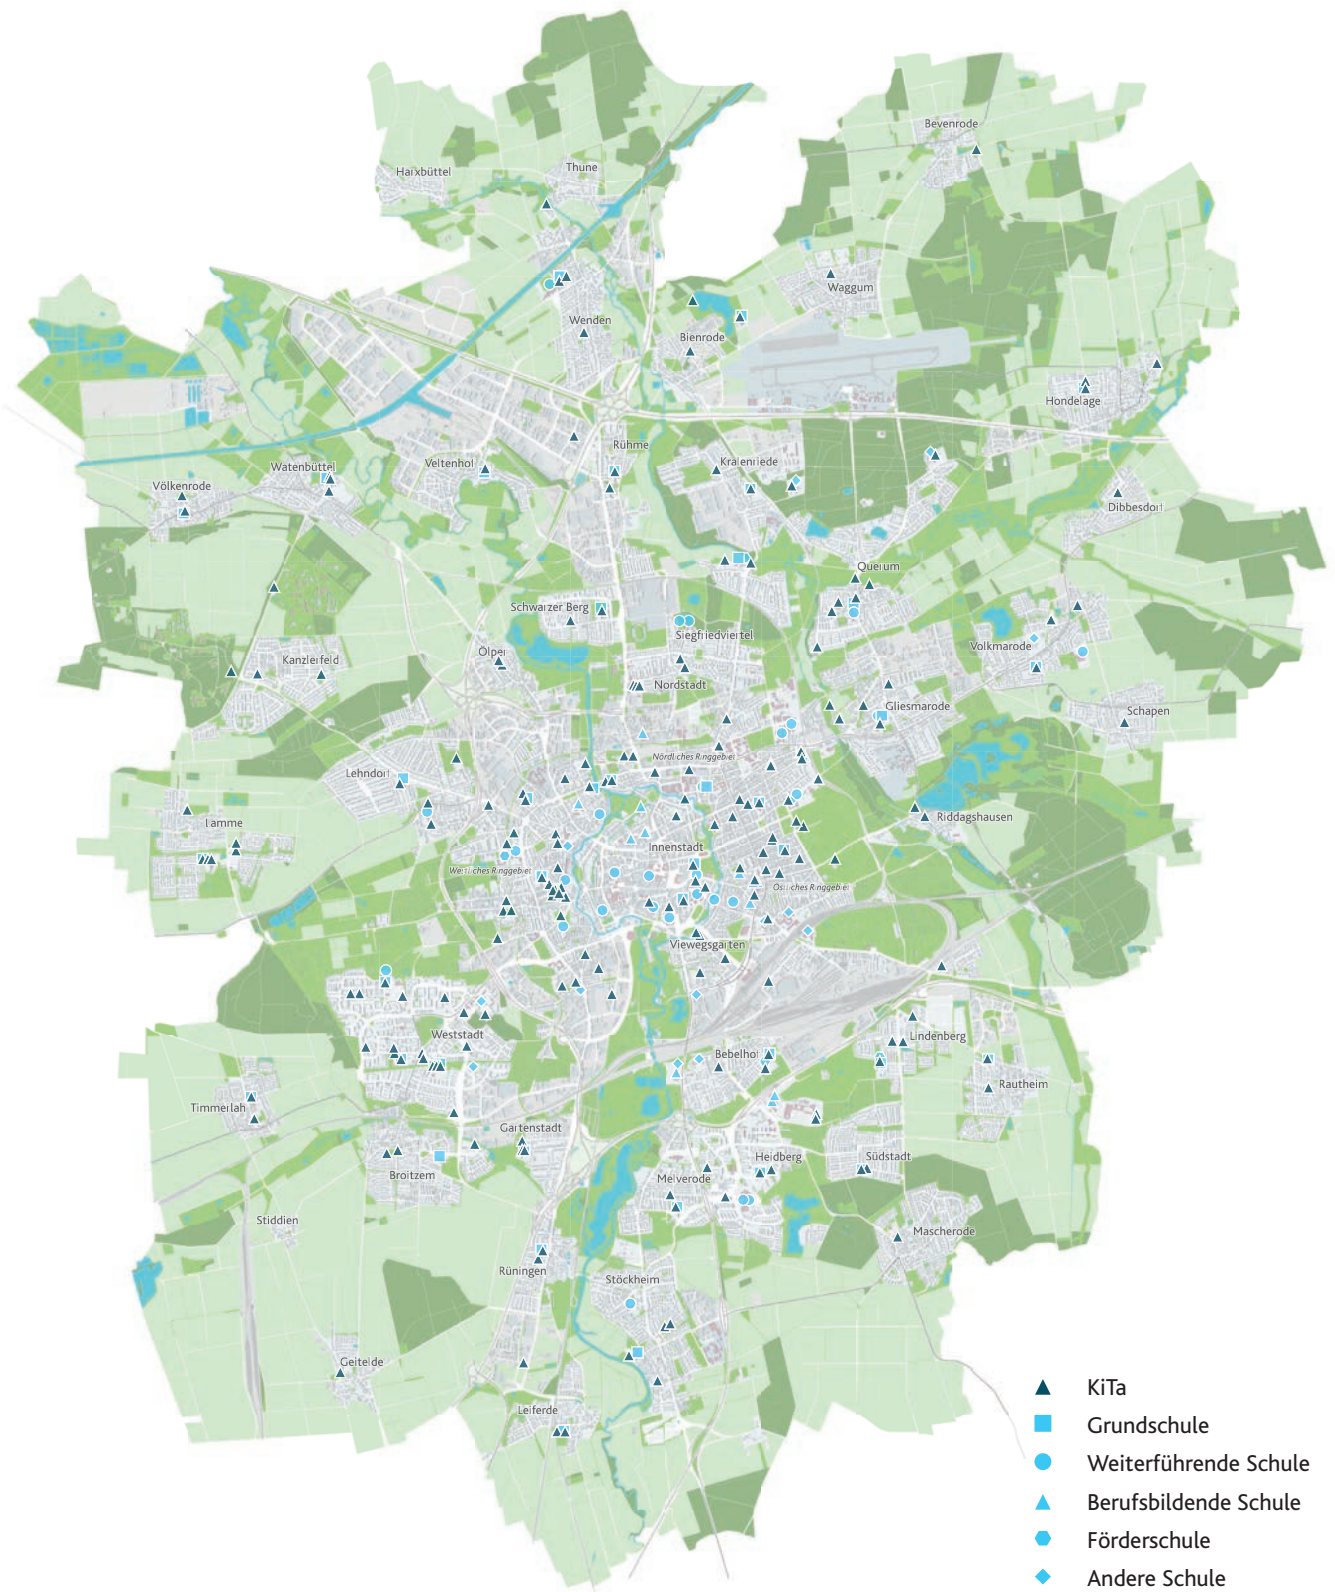 Bevenrode
Thune
Harxbüttel
Waggum
Wenden
Bienrode
Hondelage
Rühme
Kralenriede
Veltenhof
Watenbüttel
Völkenrode
Dibbesdorf
Querum
Schwarzer Berg
Siegfriedviertel
Volkmarode
Ölper
Kanzlerfeld
Nordstadt
Gliesmarode
Schapen
Nördliches Ringgebiet
Lehndorf
Riddagshausen
Lamme
Innenstadt
Westliches Ringgebiet
Östliches Ringgebiet
Viewegsgarten
Weststadt
Lindenberg
Bebelhof
Rautheim
Timmerlah
Gartenstadt
Heidberg
Südstadt
Broitzem
Melverode
Stiddien
Mascherode
Rüningen
Stöckheim
Geitelde
Leiferde
KiTa
Grundschule
Weiterführende Schule
Berufsbildende Schule
Förderschule
Andere Schule